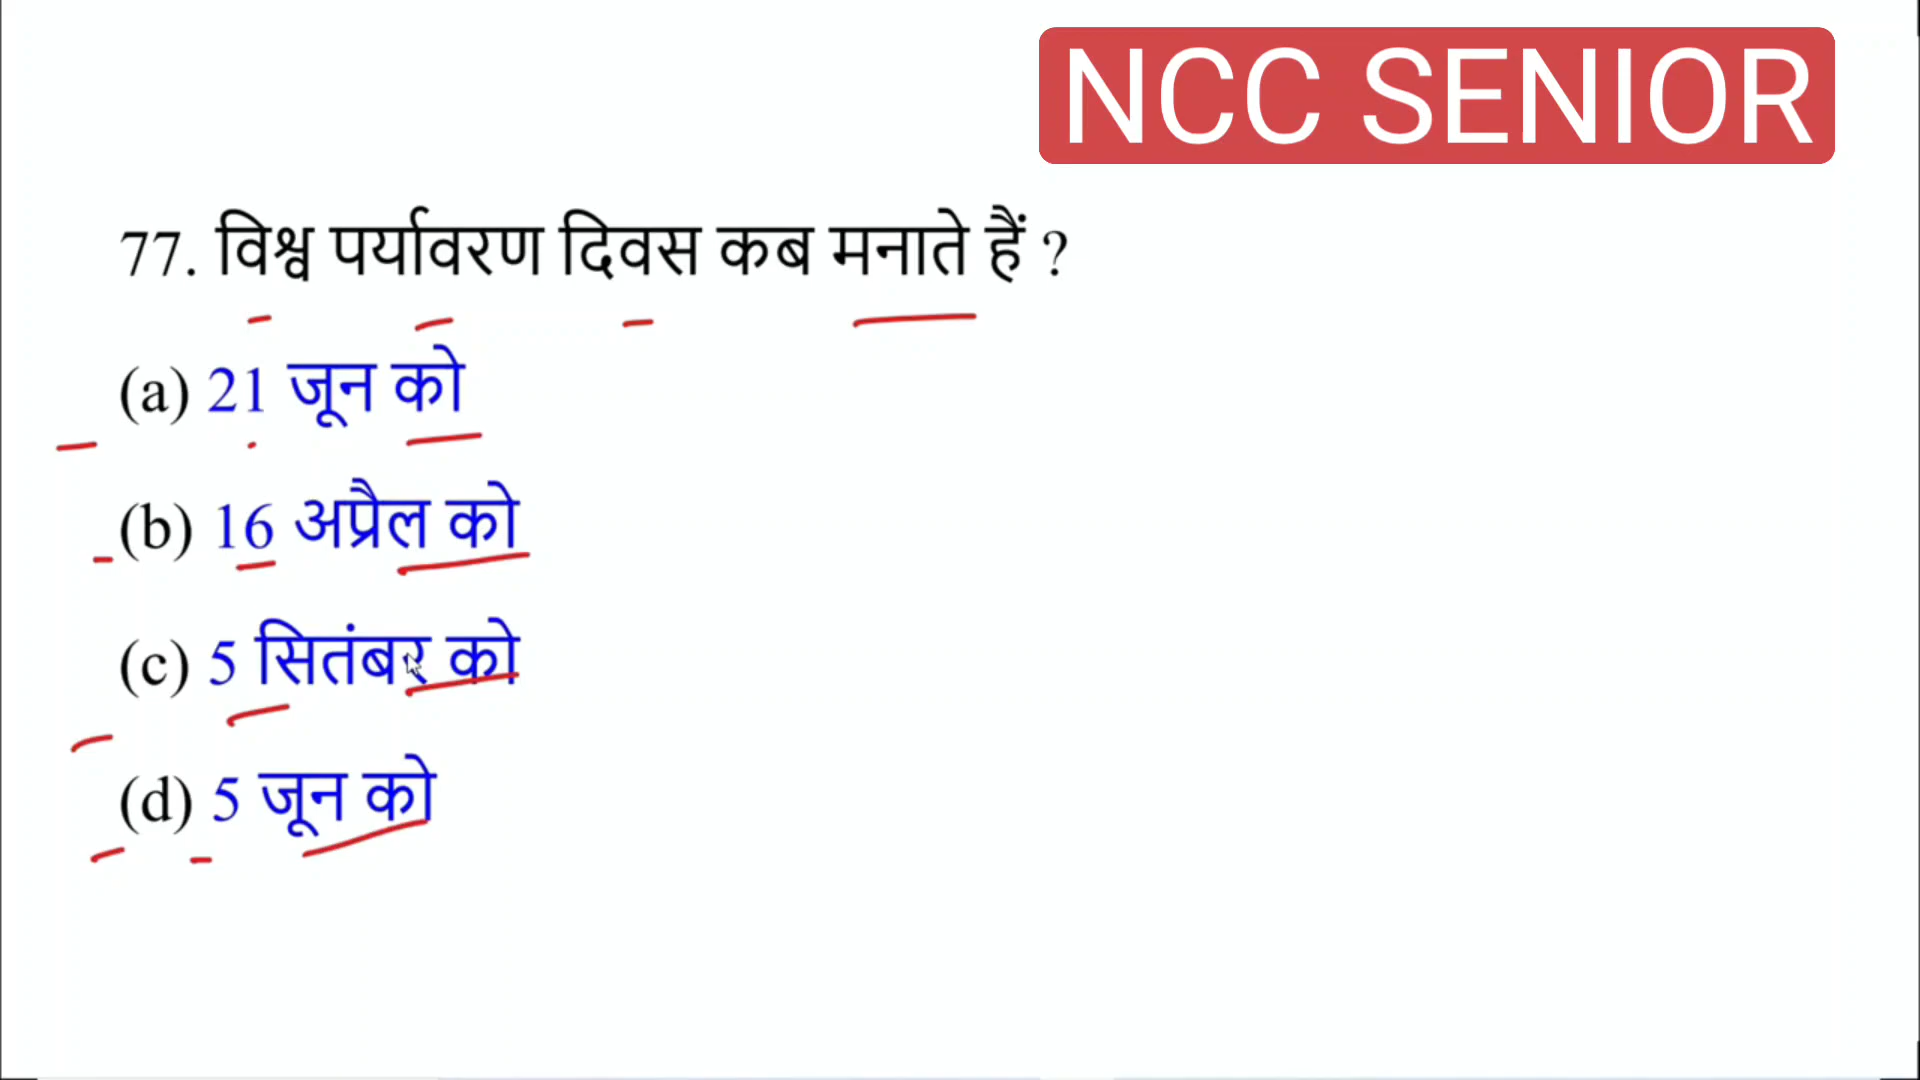 NCC SENIOR
77. विश्व पर्यावरण दिवस कब मनाते हैं ?
(a) 21 जून को
(b) 16 अप्रैल को
(c) 5 सितंबर को
(d) 5 जून को